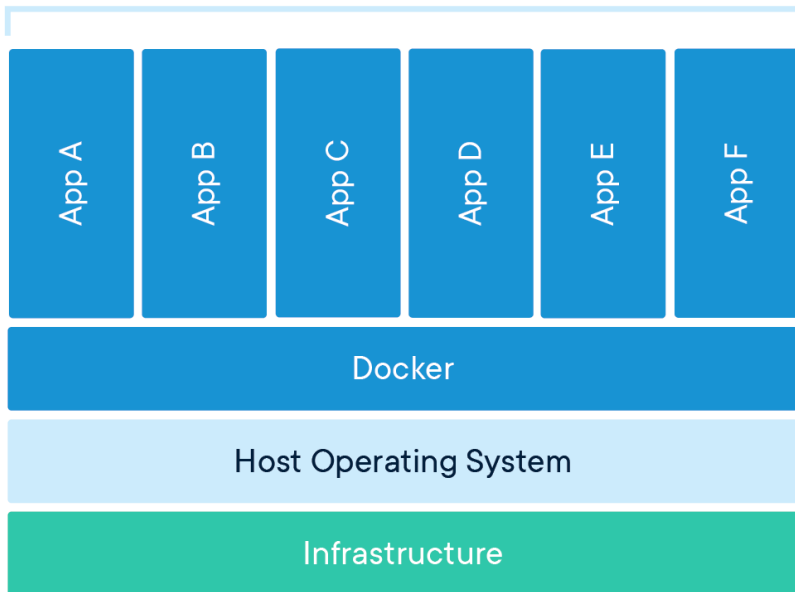 App A
App B
App C
App D
App E
App F
Docker
Host Operating System
Infrastructure